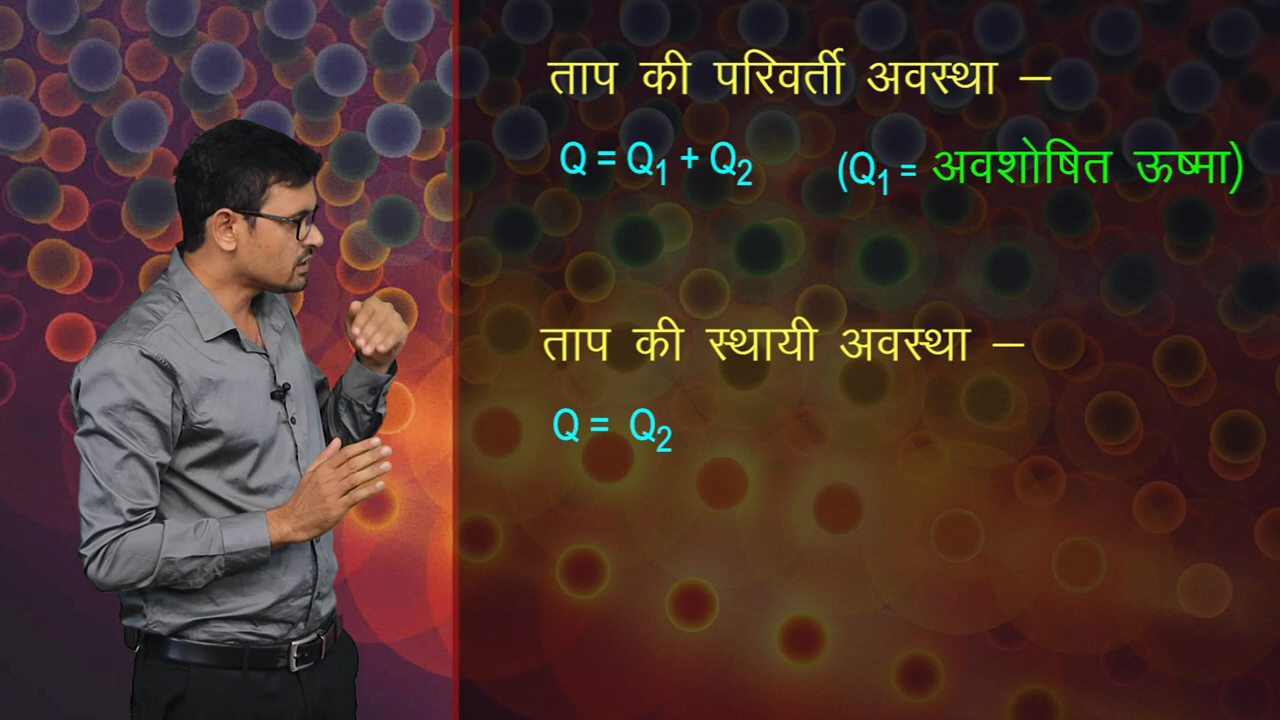 ताप की परिवर्ती अवस्था –
Q = Q₁ + Q₂ (Q₁ = अवशोषित ऊष्मा)
ताप की स्थायी अवस्था –
Q = Q₂